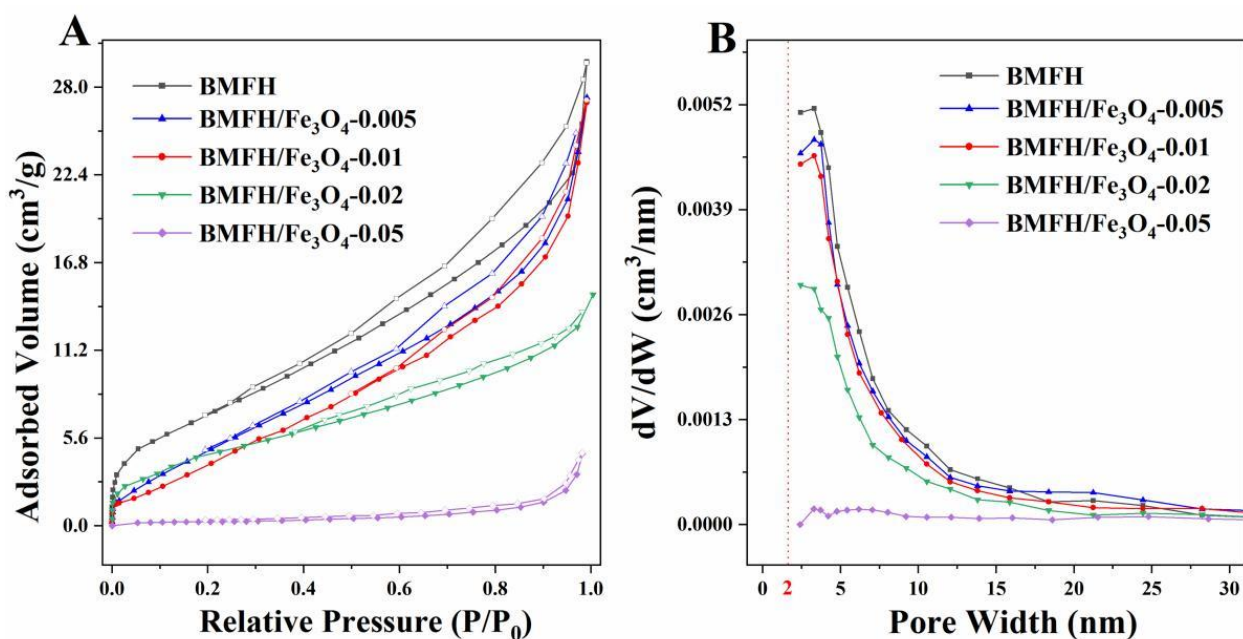 A
Adsorbed Volume (cm³/g)
28.0
22.4
16.8
11.2
5.6
0.0
BMFH
BMFH/Fe₃O₄-0.005
BMFH/Fe₃O₄-0.01
BMFH/Fe₃O₄-0.02
BMFH/Fe₃O₄-0.05
0.0 0.2 0.4 0.6 0.8 1.0
Relative Pressure (P/P₀)
B
dV/dW (cm³/nm)
0.0052
0.0039
0.0026
0.0013
0.0000
BMFH
BMFH/Fe₃O₄-0.005
BMFH/Fe₃O₄-0.01
BMFH/Fe₃O₄-0.02
BMFH/Fe₃O₄-0.05
0 2 5 10 15 20 25 30
Pore Width (nm)